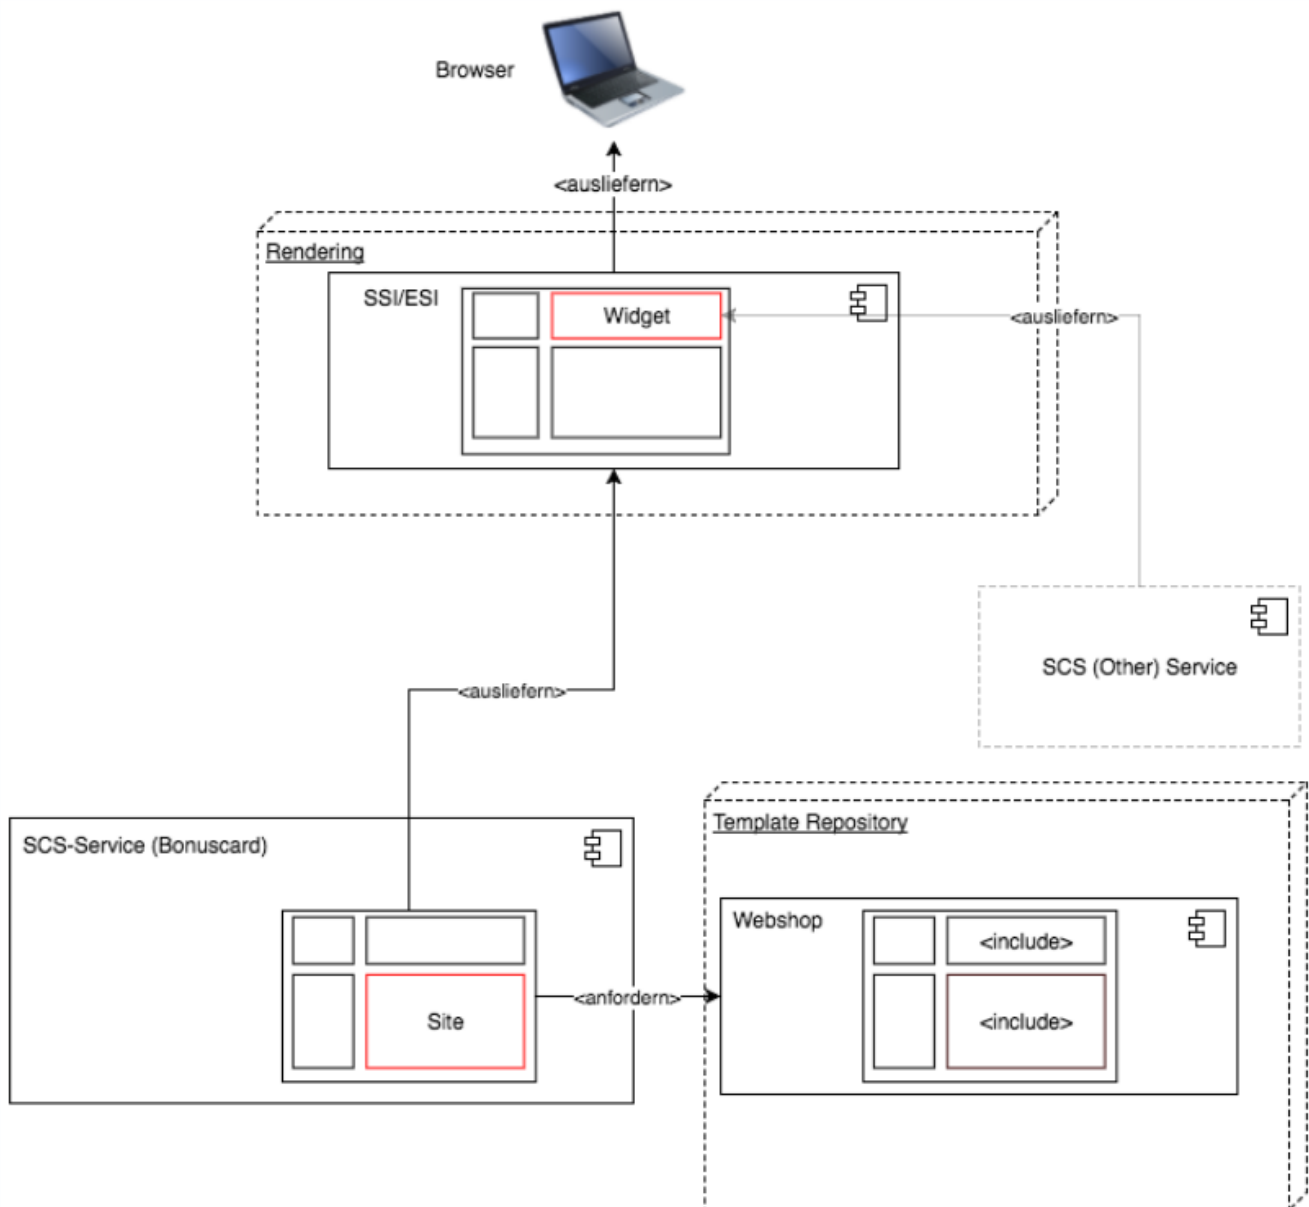 Browser
<ausliefern>
Rendering
SSI/ESI
Widget
<ausliefern>
SCS (Other) Service
<ausliefern>
Template Repository
SCS-Service (Bonuscard)
Webshop
<include>
<anfordern>
Site
<include>